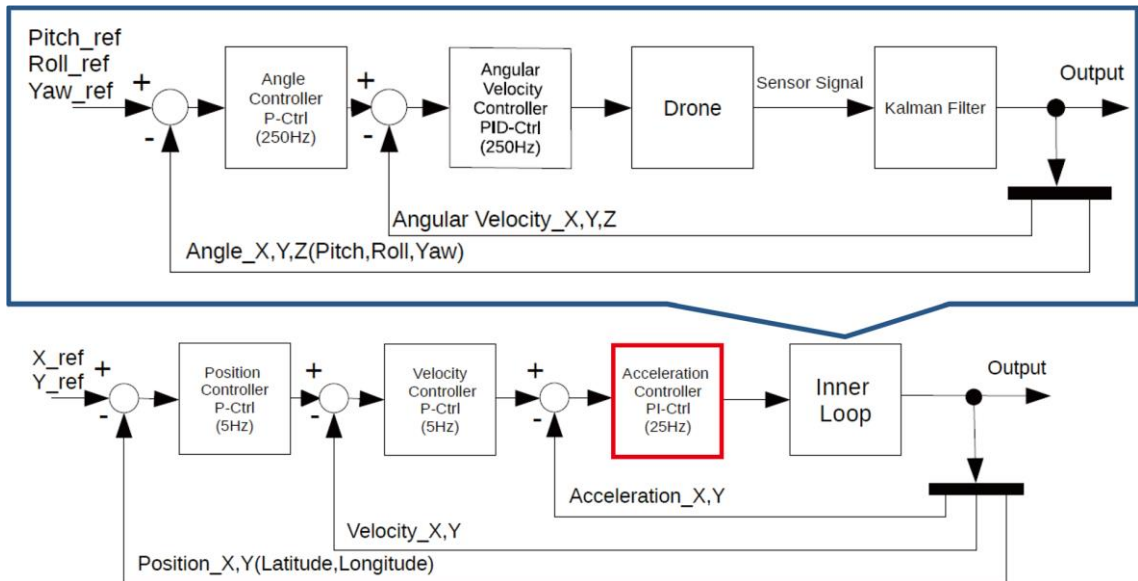 Pitch_ref
Roll_ref
Yaw_ref
+
-
Angle
Controller
P-Ctrl
(250Hz)
+
-
Angular
Velocity
Controller
PID-Ctrl
(250Hz)
Drone
Sensor Signal
Kalman Filter
Output
Angular Velocity_X,Y,Z
Angle_X,Y,Z(Pitch,Roll,Yaw)
X_ref
Y_ref
+
-
Position
Controller
P-Ctrl
(5Hz)
+
-
Velocity
Controller
P-Ctrl
(5Hz)
+
-
Acceleration
Controller
PI-Ctrl
(25Hz)
Inner
Loop
Output
Acceleration_X,Y
Velocity_X,Y
Position_X,Y(Latitude,Longitude)